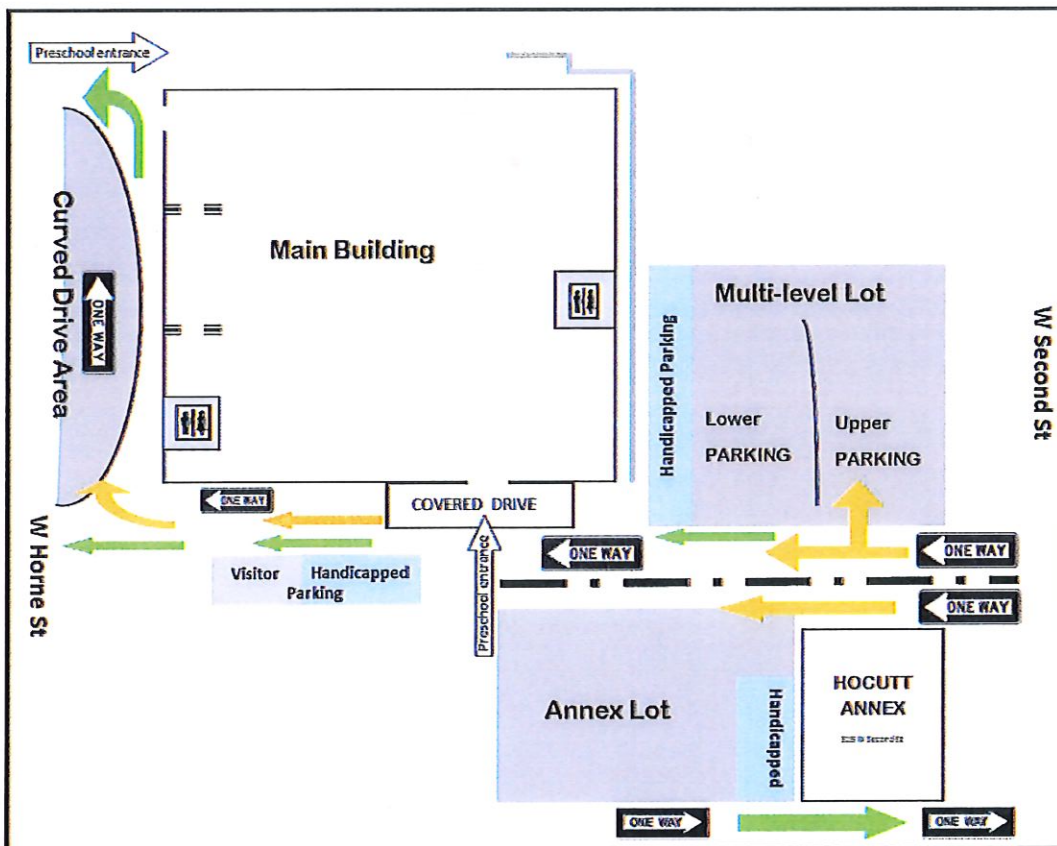 Preschool entrance
Main Building
Curved Drive Area
ONE WAY
Multi-level Lot
Handicapped Parking
Lower
PARKING
Upper
PARKING
W Second St
ONE WAY
COVERED DRIVE
W Horne St
Visitor
Handicapped
Parking
Preschool entrance
ONE WAY
ONE WAY
ONE WAY
Annex Lot
Handicapped
HOCUTT
ANNEX
Second St
ONE WAY
ONE WAY